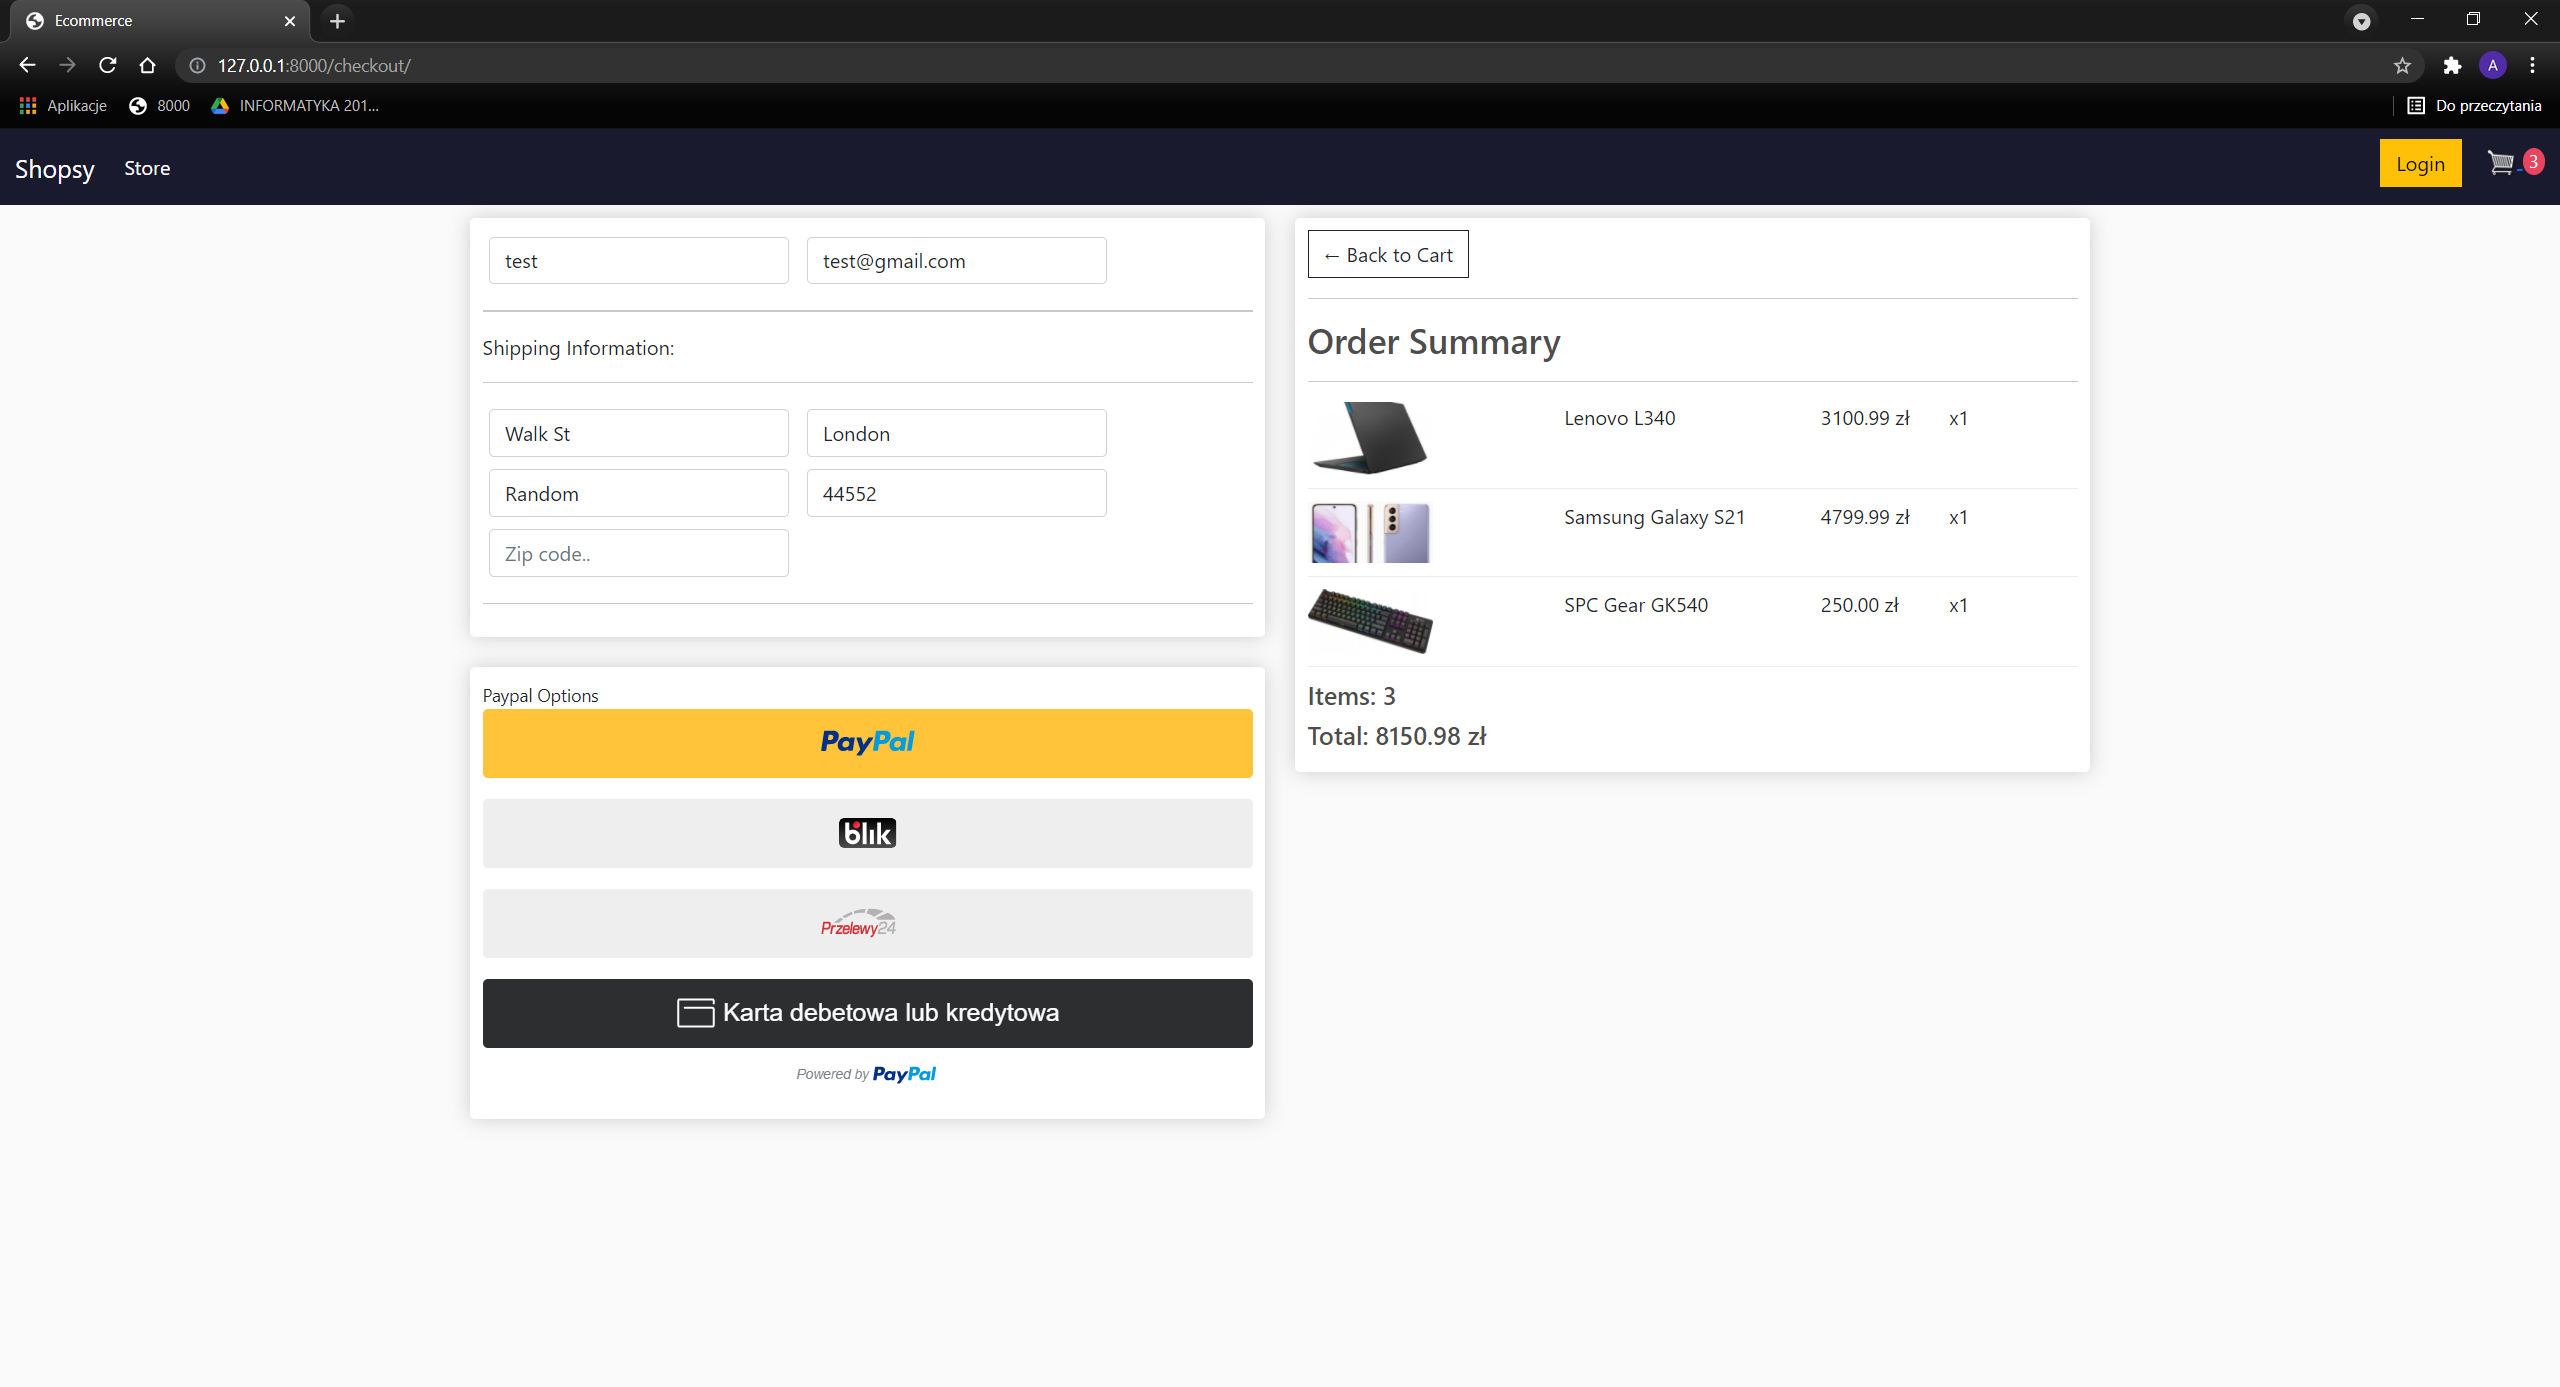 Ecommerce
127.0.0.1:8000/checkout/
A
Aplikacje
8000
INFORMATYKA 201...
Do przeczytania
Shopsy
Store
Login
3
test
test@gmail.com
Shipping Information:
Walk St
London
Random
44552
Zip code..
Paypal Options
PayPal
blik
Przelewy24
Karta debetowa lub kredytowa
Powered by PayPal
← Back to Cart
Order Summary
Lenovo L340 3100.99 zł x1
Samsung Galaxy S21 4799.99 zł x1
SPC Gear GK540 250.00 zł x1
Items: 3
Total: 8150.98 zł